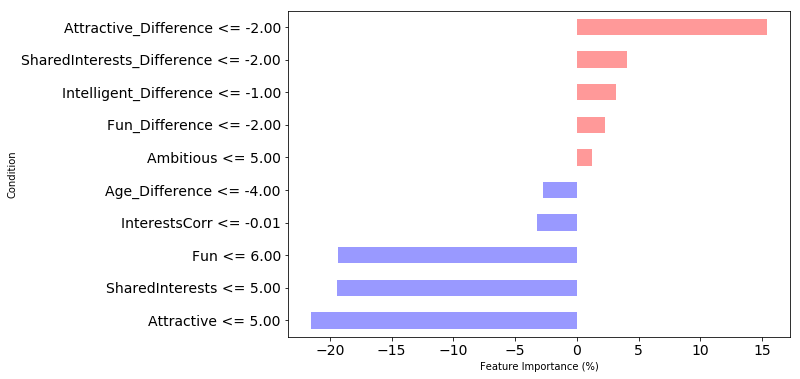 Attractive_Difference <= -2.00
SharedInterests_Difference <= -2.00
Intelligent_Difference <= -1.00
Fun_Difference <= -2.00
Ambitious <= 5.00
Age_Difference <= -4.00
InterestsCorr <= -0.01
Fun <= 6.00
SharedInterests <= 5.00
Attractive <= 5.00
Condition
−20 −15 −10 −5 0 5 10 15
Feature Importance (%)